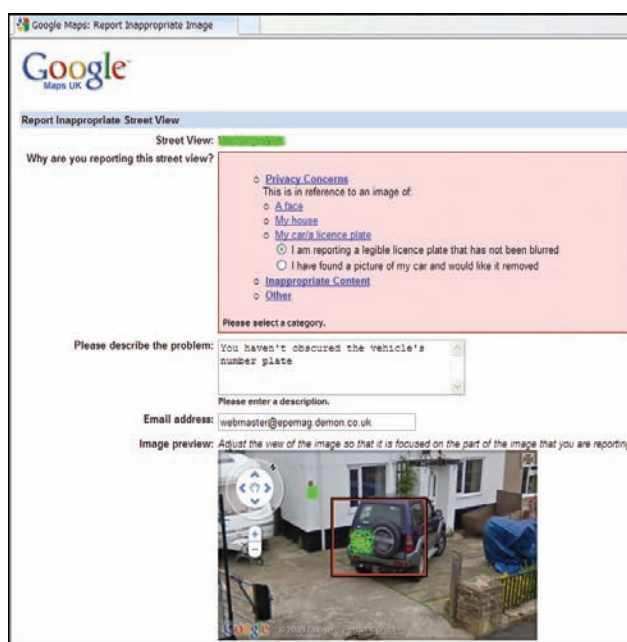 Google Maps: Report Inappropriate Image
Google
Maps UK
Report Inappropriate Street View
Street View:
Why are you reporting this street view?
Privacy Concerns
This is in reference to an image of:
A face
My house
My car/a licence plate
I am reporting a legible licence plate that has not been blurred
I have found a picture of my car and would like it removed
Inappropriate Content
Other
Please select a category.
Please describe the problem: You haven't obscured the vehicle's
number plate
Please enter a description.
Email address: webmaster@epemag.demon.co.uk
Image preview: Adjust the view of the image so that it is focused on the part of the image that you are reporting
N
Google © 2009 Google